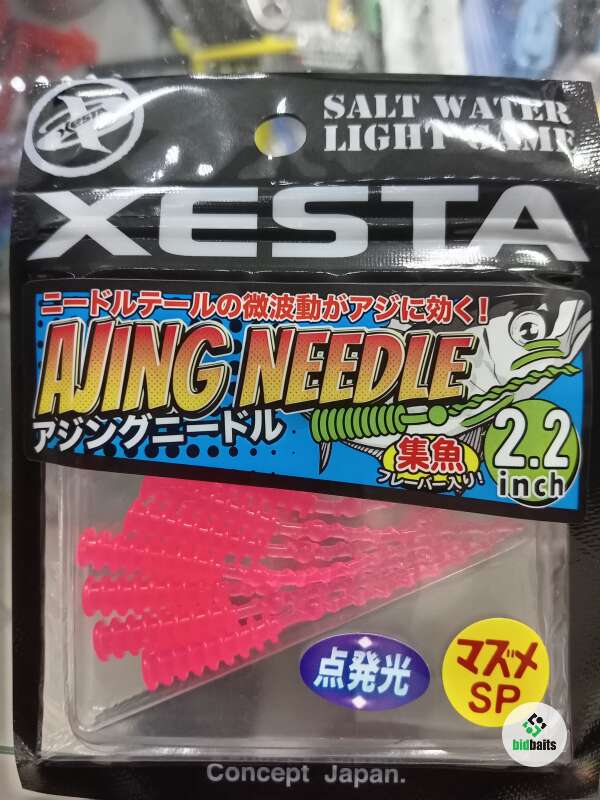 XESTA
SALT WATER
LIGHT GAME
XESTA
ニードルテールの微波動がアジに効く!
AJING NEEDLE
アジングニードル
集魚
フレーバー入り!
2.2
inch
点発光
マズメ
SP
bidbaits
Concept Japan.